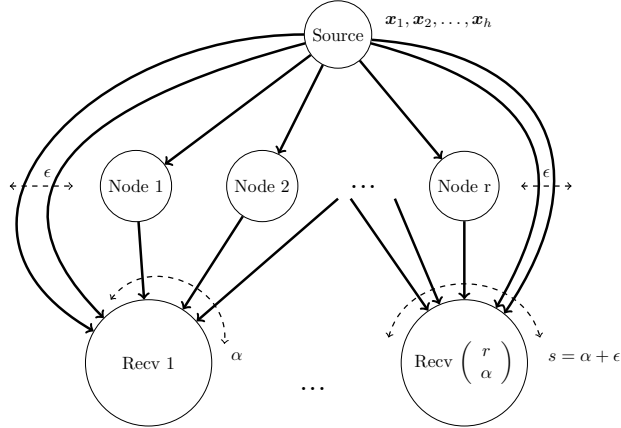 Source
𝒙₁, 𝒙₂, …, 𝒙ₕ
ϵ
Node 1
Node 2
…
Node r
ϵ
Recv 1
α
…
Recv ( r α )
s = α + ϵ